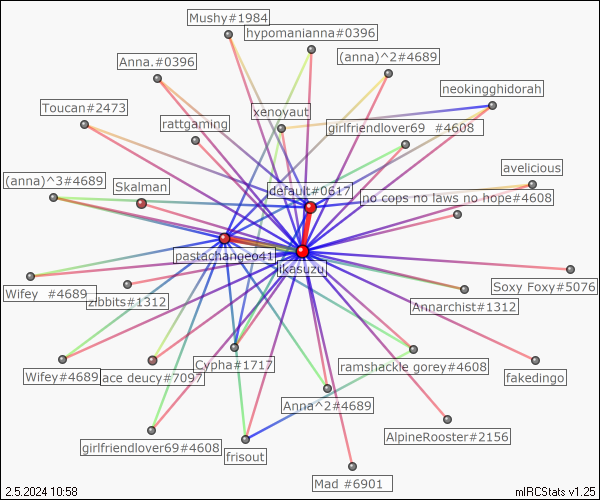 Mushy#1984
hypomanianna#0396
Anna.#0396
(anna)^2#4689
neokingghidorah
Toucan#2473
xenoyaut
rattgaming
girlfriendlover69 #4608
avelicious
(anna)^3#4689
Skalman
default#0617
no cops no laws no hope#4608
pastachangeo41
ikasuzu
Soxy Foxy#5076
Wifey #4689
zibbits#1312
Annarchist#1312
Cypha#1717
ramshackle gorey#4608
Wifey#4689
ace deucy#7097
fakedingo
Anna^2#4689
girlfriendlover69#4608
AlpineRooster#2156
frisout
Mad #6901
2.5.2024 10:58
mIRCStats v1.25